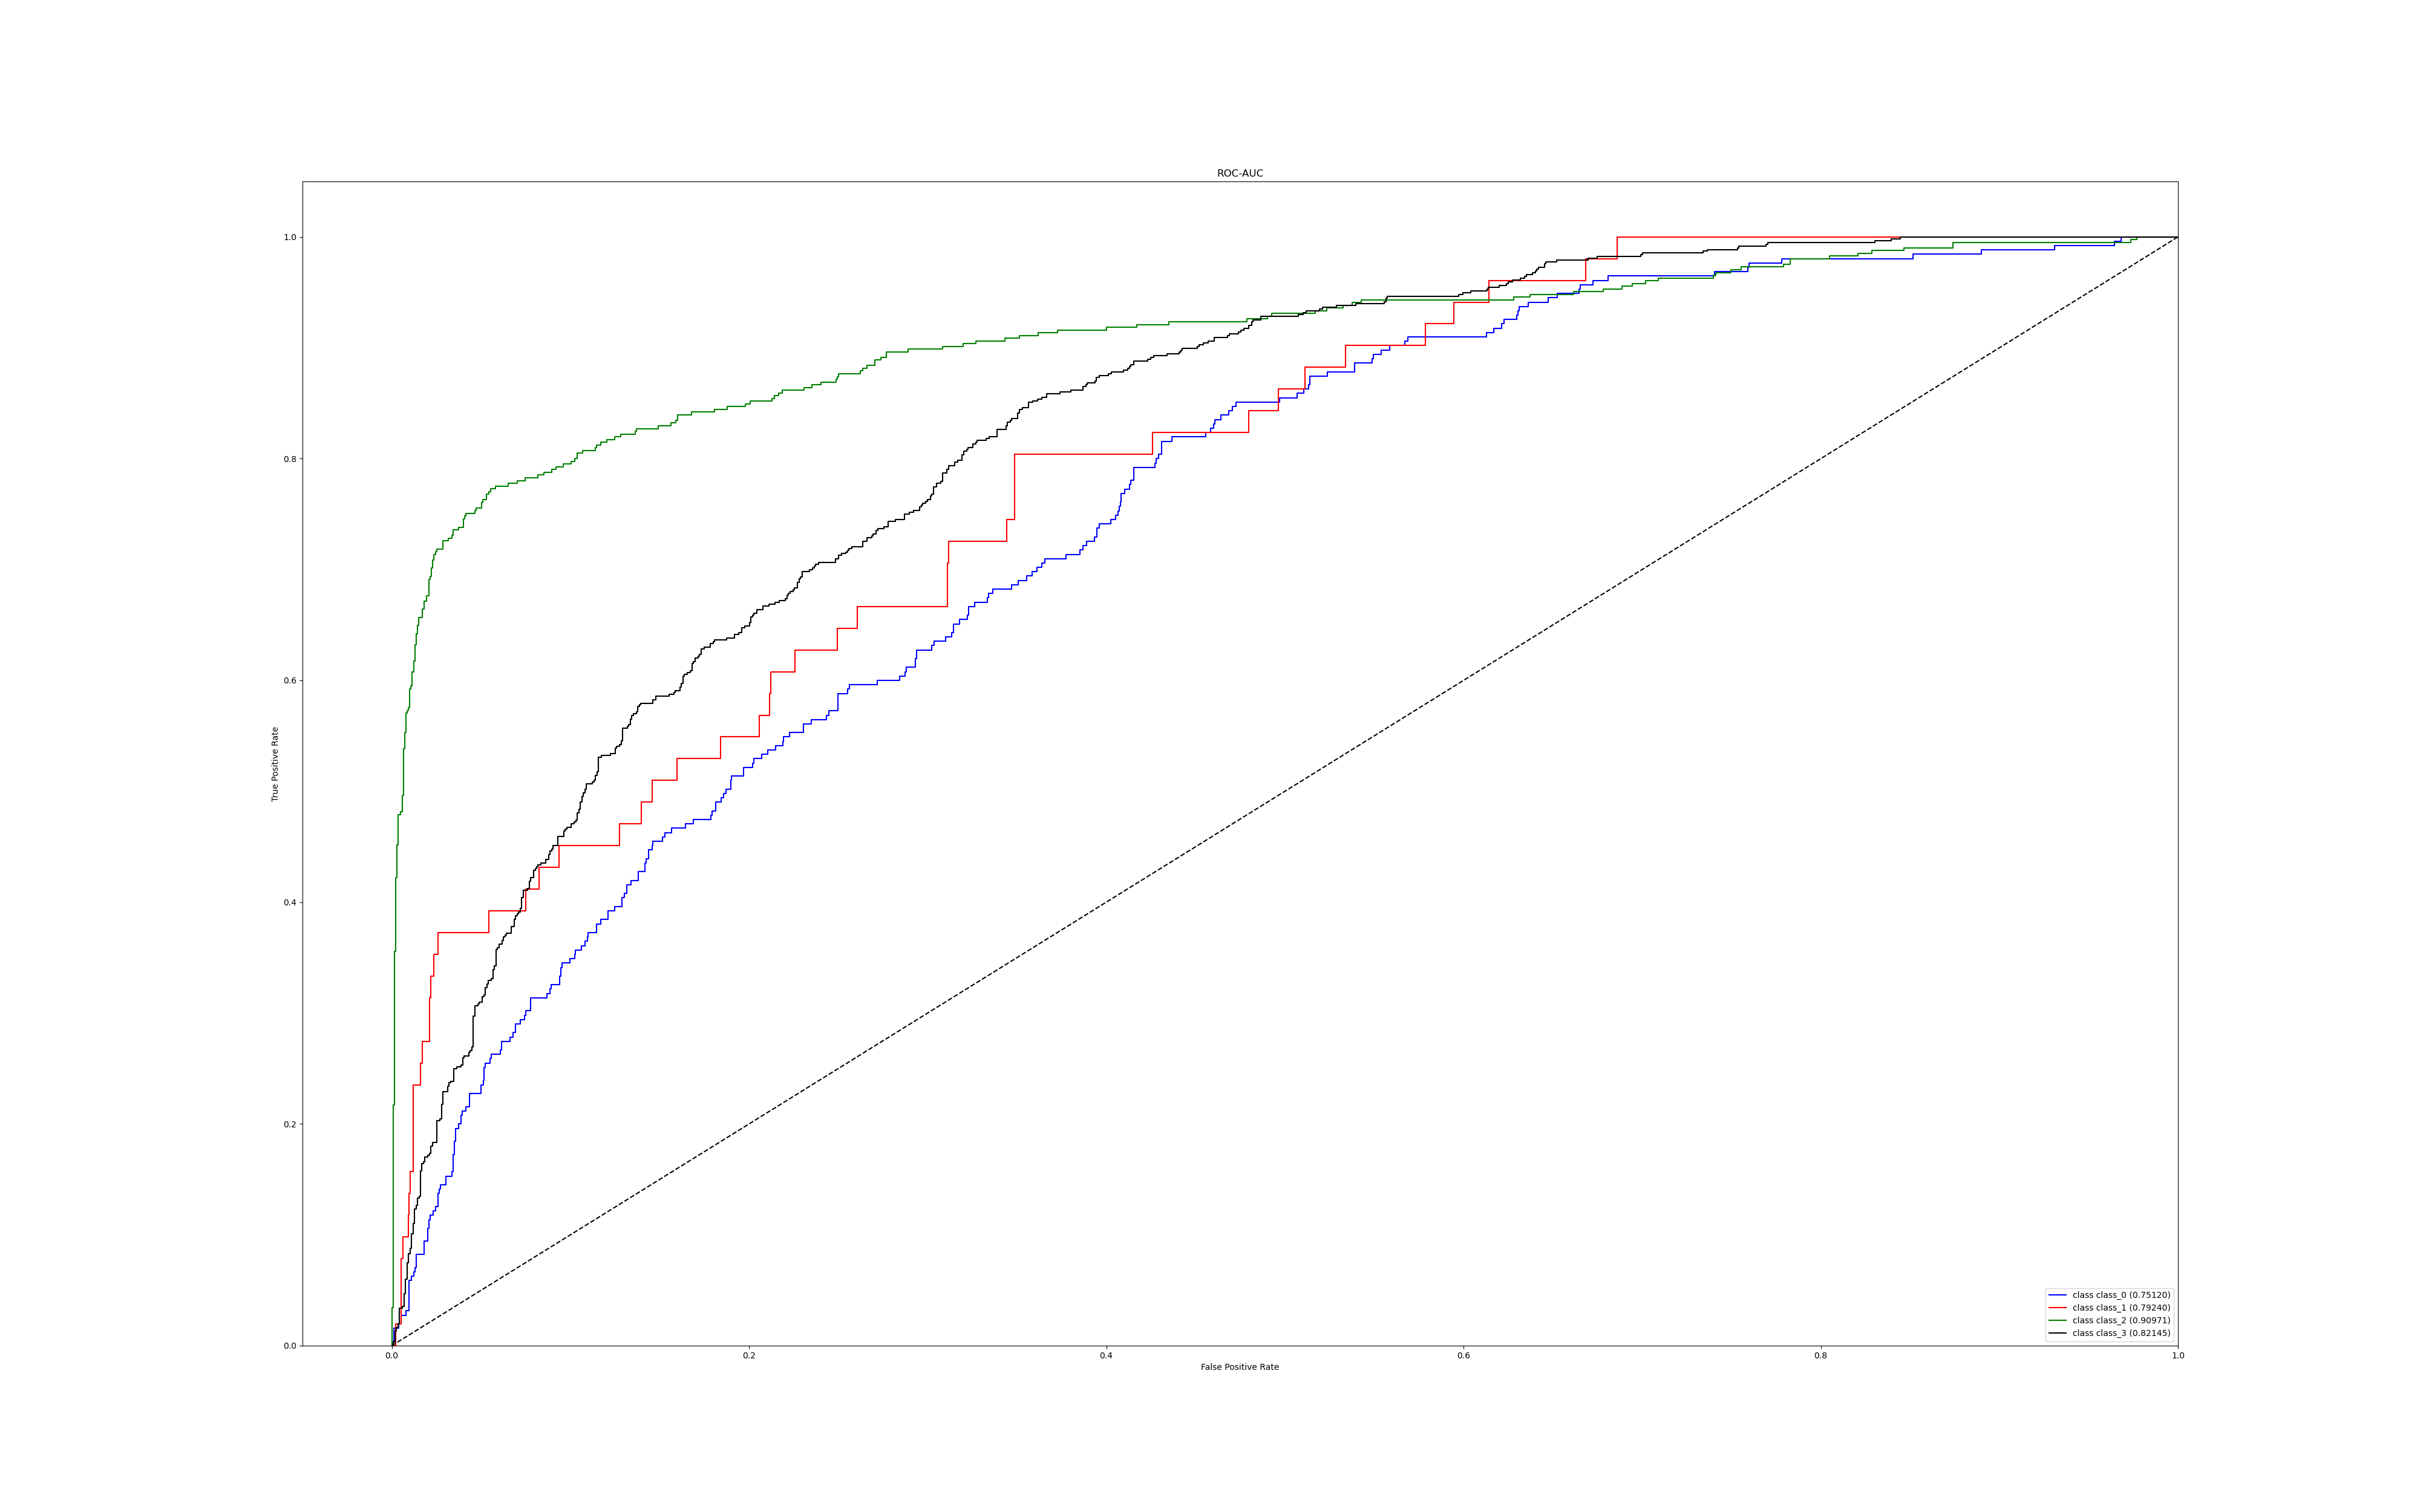 ROC-AUC
1.0
0.8
0.6
0.4
0.2
0.0
True Positive Rate
0.0 0.2 0.4 0.6 0.8 1.0
False Positive Rate
class class_0 (0.75120)
class class_1 (0.79240)
class class_2 (0.90971)
class class_3 (0.82145)